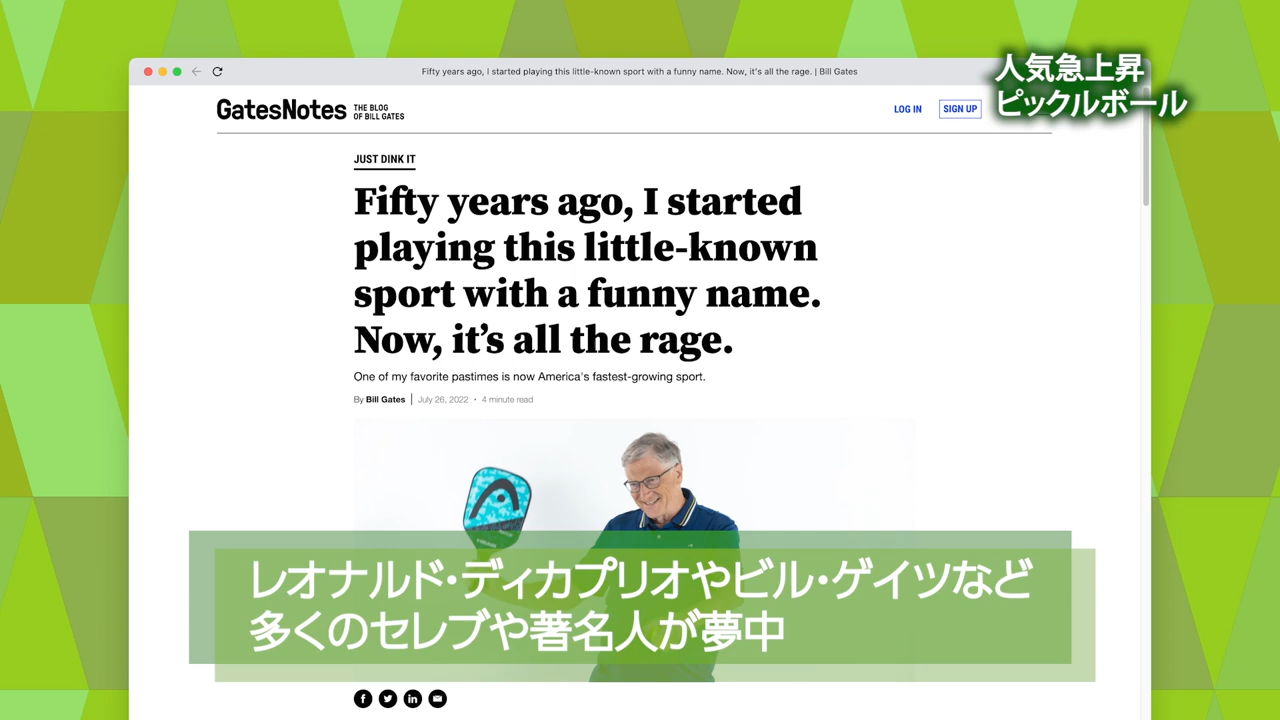 Fifty years ago, I started playing this little-known sport with a funny name. Now, it's all the rage. | Bill Gates
人気急上昇
ピックルボール
GatesNotes
THE BLOG
OF BILL GATES
LOG IN
SIGN UP
JUST DINK IT
Fifty years ago, I started
playing this little-known
sport with a funny name.
Now, it’s all the rage.
One of my favorite pastimes is now America's fastest-growing sport.
By Bill Gates | July 26, 2022 • 4 minute read
レオナルド・ディカプリオやビル・ゲイツなど
多くのセレブや著名人が夢中